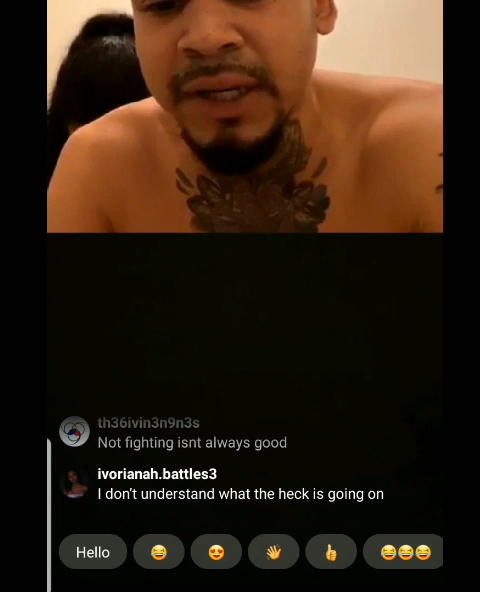 th36ivin3n9n3s
Not fighting isnt always good
ivorianah.battles3
I don't understand what the heck is going on
Hello